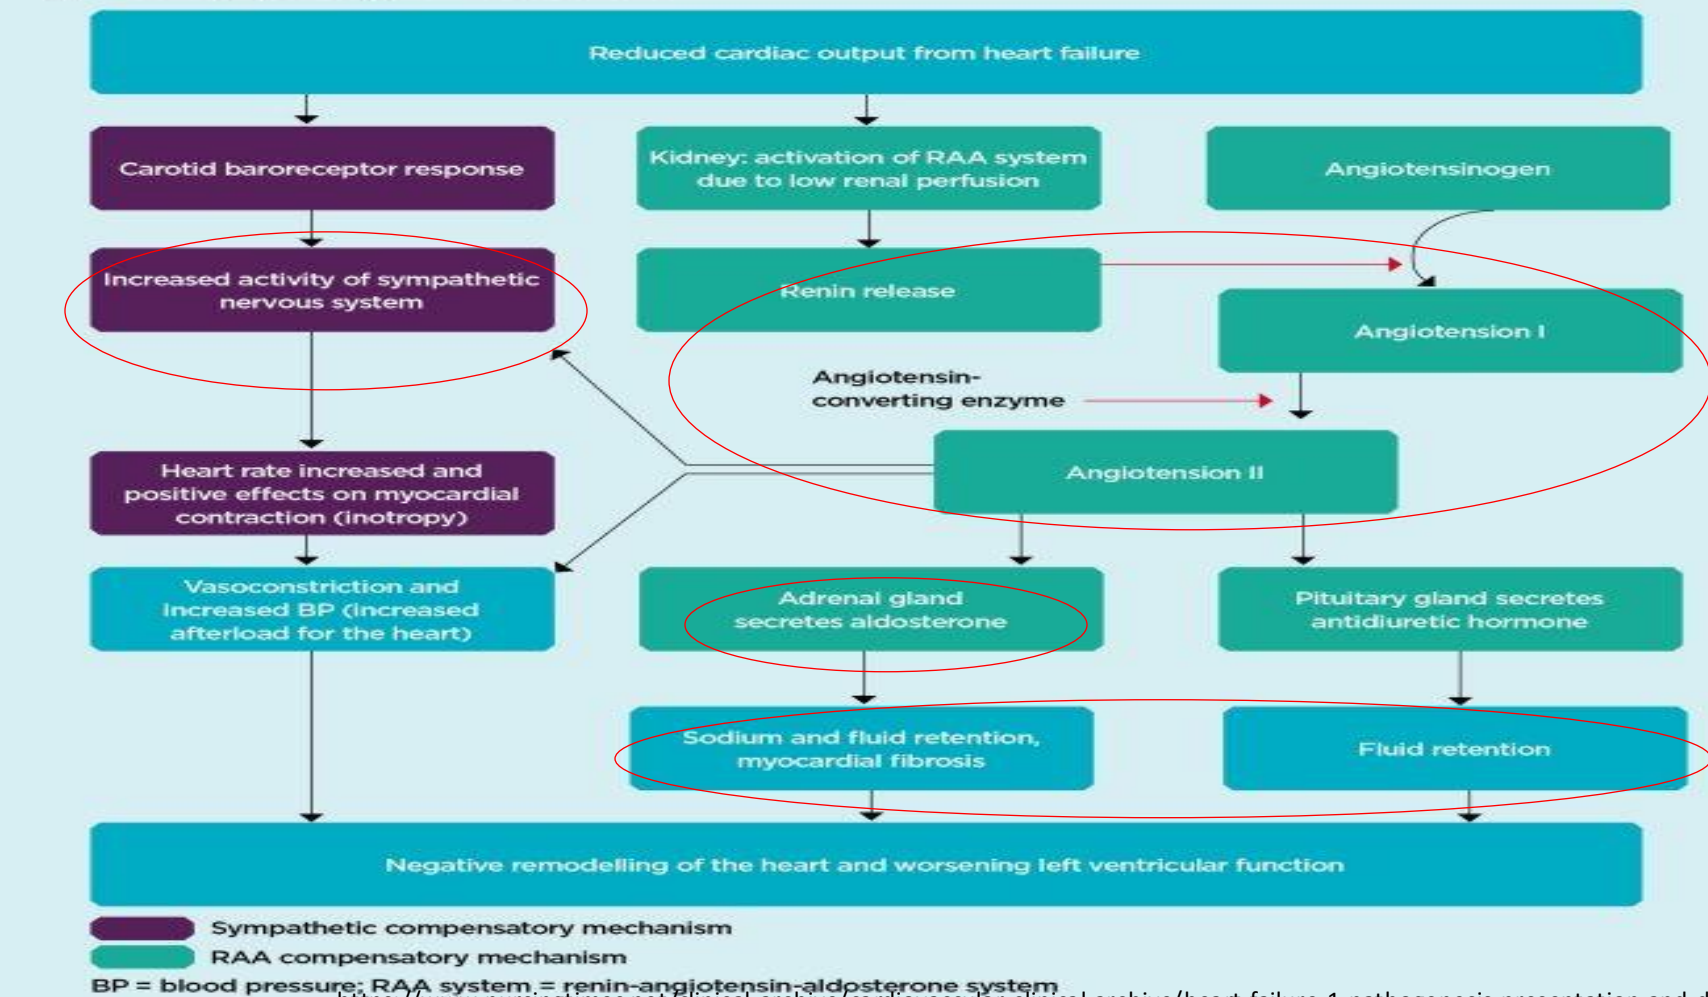 Reduced cardiac output from heart failure
Carotid baroreceptor response
Kidney: activation of RAA system
due to low renal perfusion
Angiotensinogen
Increased activity of sympathetic
nervous system
Renin release
Angiotension I
Angiotensin-
converting enzyme
Heart rate increased and
positive effects on myocardial
contraction (inotropy)
Angiotension II
Vasoconstriction and
increased BP (increased
afterload for the heart)
Adrenal gland
secretes aldosterone
Pituitary gland secretes
antidiuretic hormone
Sodium and fluid retention,
myocardial fibrosis
Fluid retention
Negative remodelling of the heart and worsening left ventricular function
Sympathetic compensatory mechanism
RAA compensatory mechanism
BP = blood pressure; RAA system = renin-angiotensin-aldosterone system